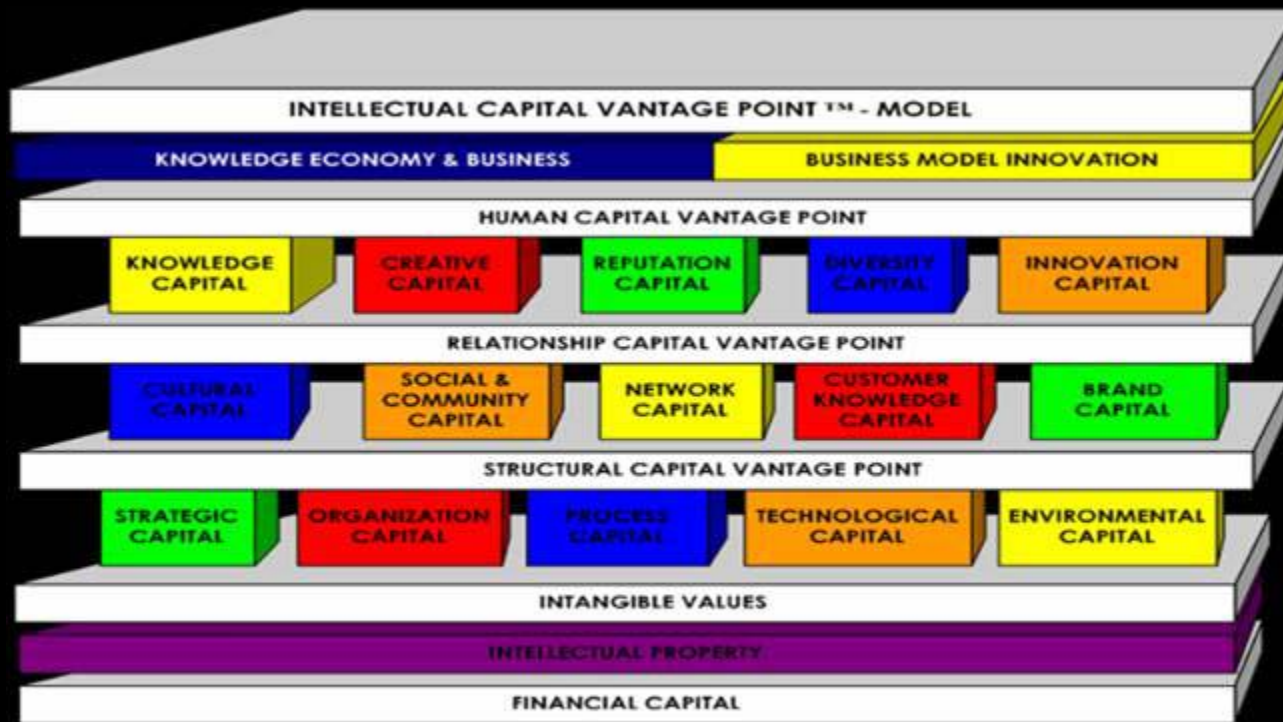 INTELLECTUAL CAPITAL VANTAGE POINT ™ - MODEL
KNOWLEDGE ECONOMY & BUSINESS
BUSINESS MODEL INNOVATION
HUMAN CAPITAL VANTAGE POINT
KNOWLEDGE
CAPITAL
CREATIVE
CAPITAL
REPUTATION
CAPITAL
DIVERSITY
CAPITAL
INNOVATION
CAPITAL
RELATIONSHIP CAPITAL VANTAGE POINT
CULTURAL
CAPITAL
SOCIAL &
COMMUNITY
CAPITAL
NETWORK
CAPITAL
CUSTOMER
KNOWLEDGE
CAPITAL
BRAND
CAPITAL
STRUCTURAL CAPITAL VANTAGE POINT
STRATEGIC
CAPITAL
ORGANIZATION
CAPITAL
PROCESS
CAPITAL
TECHNOLOGICAL
CAPITAL
ENVIRONMENTAL
CAPITAL
INTANGIBLE VALUES
INTELLECTUAL PROPERTY
FINANCIAL CAPITAL